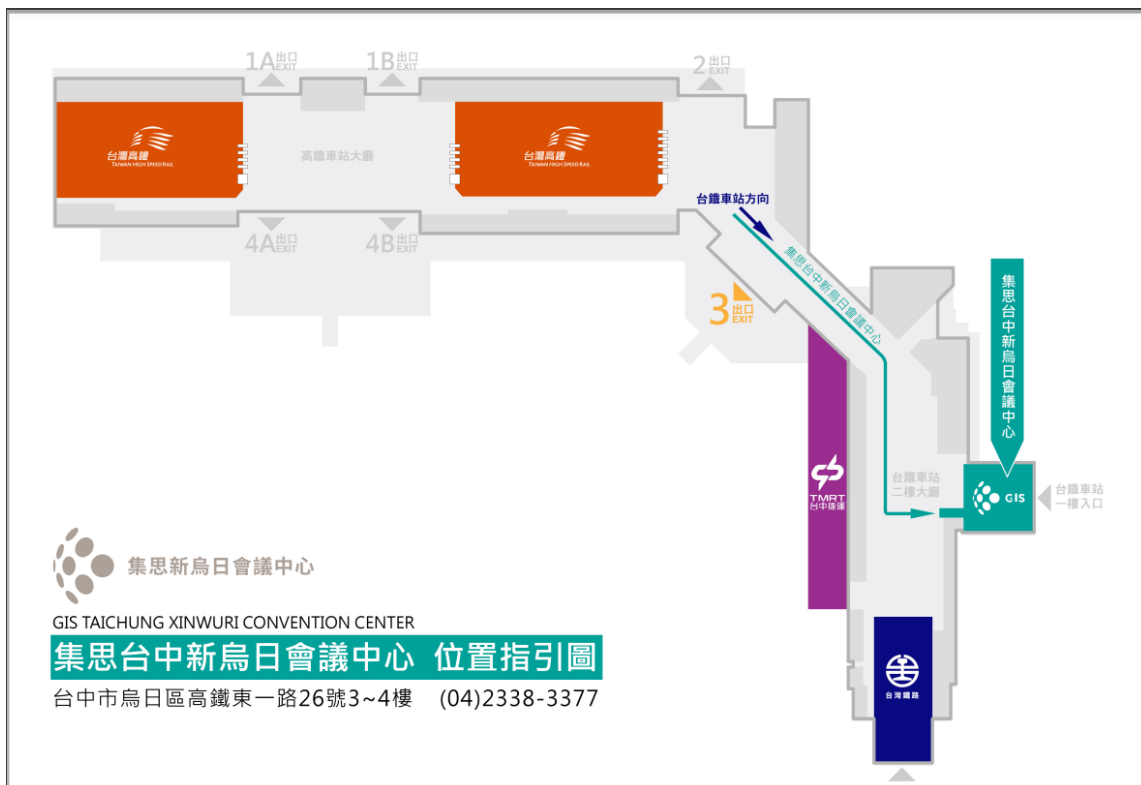 1A出口
EXIT
1B出口
EXIT
2出口
EXIT
台灣高鐵
TAIWAN HIGH SPEED RAIL
高鐵車站大廳
台灣高鐵
TAIWAN HIGH SPEED RAIL
台鐵車站方向
4A出口
EXIT
4B出口
EXIT
集思台中新烏日會議中心
3出口
EXIT
集思台中新烏日會議中心
TMRT
台中捷運
台鐵車站
二樓大廳
GIS
台鐵車站
一樓入口
集思新烏日會議中心
GIS TAICHUNG XINWURI CONVENTION CENTER
集思台中新烏日會議中心 位置指引圖
台中市烏日區高鐵東一路26號3~4樓 (04)2338-3377
台灣鐵路